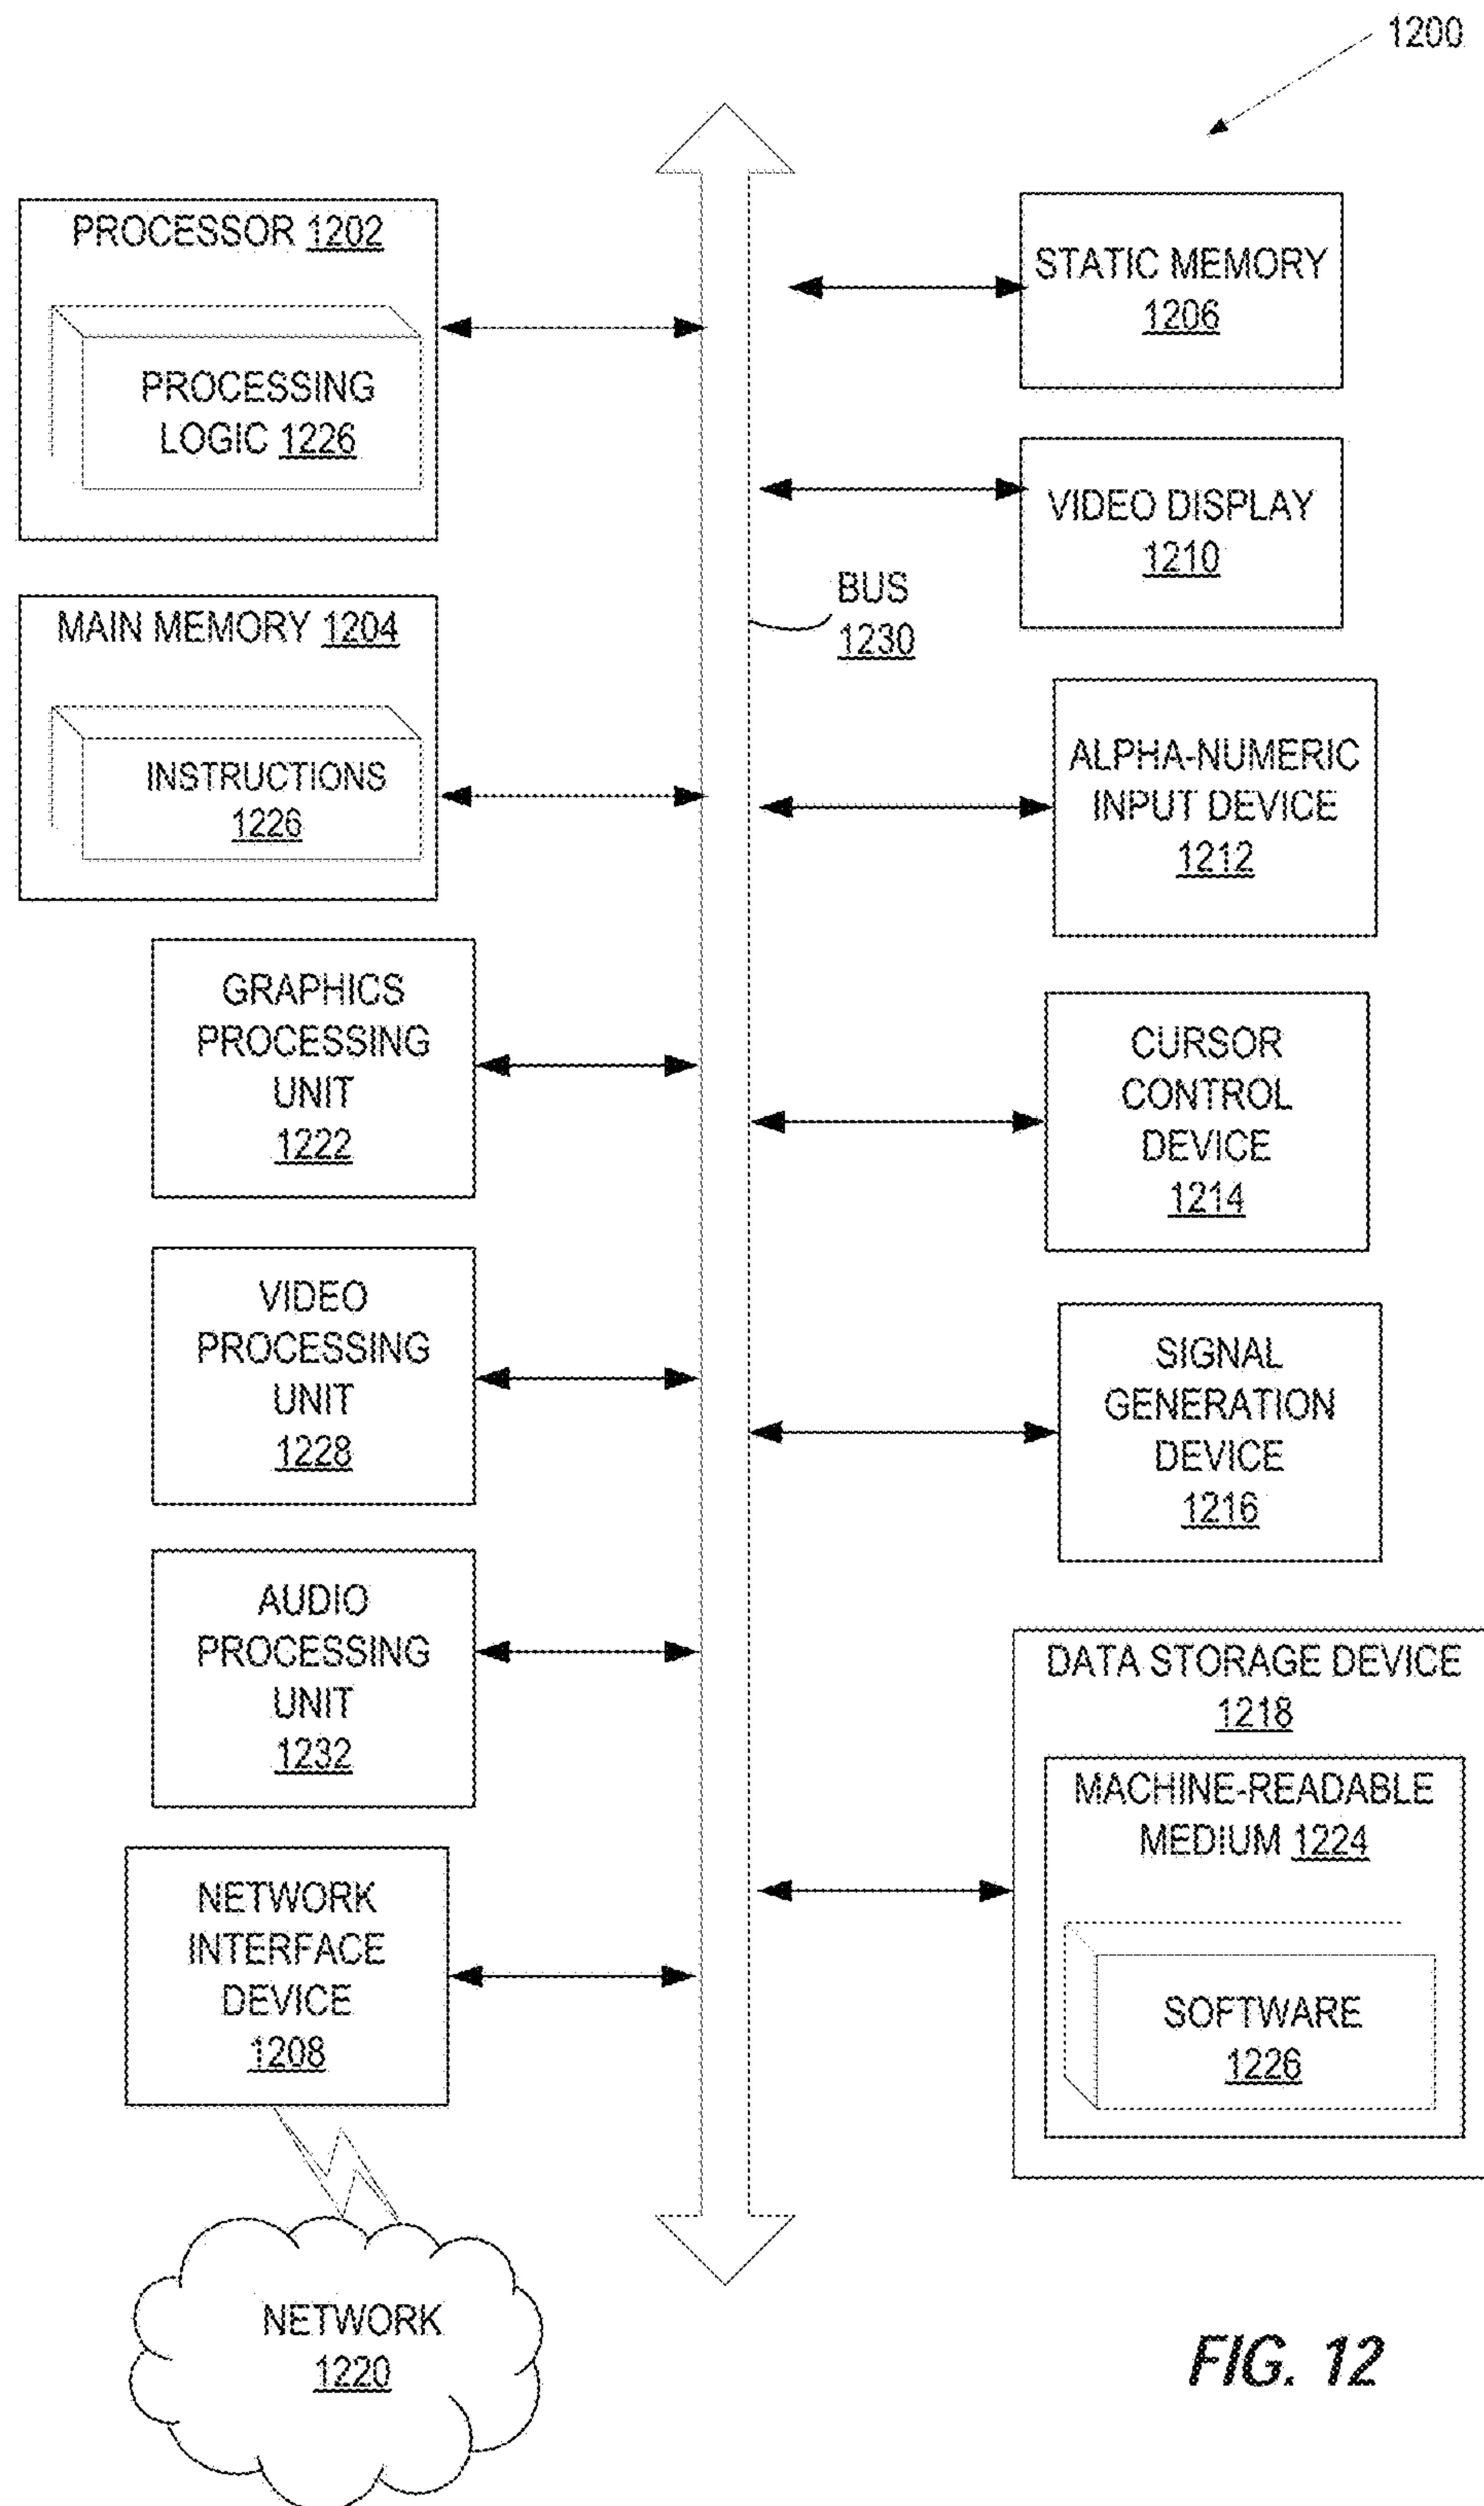 1200
PROCESSOR 1202
PROCESSING
LOGIC 1226
MAIN MEMORY 1204
INSTRUCTIONS
1226
GRAPHICS
PROCESSING
UNIT
1222
VIDEO
PROCESSING
UNIT
1228
AUDIO
PROCESSING
UNIT
1232
NETWORK
INTERFACE
DEVICE
1208
NETWORK
1220
BUS
1230
STATIC MEMORY
1206
VIDEO DISPLAY
1210
ALPHA-NUMERIC
INPUT DEVICE
1212
CURSOR
CONTROL
DEVICE
1214
SIGNAL
GENERATION
DEVICE
1216
DATA STORAGE DEVICE
1218
MACHINE-READABLE
MEDIUM 1224
SOFTWARE
1226
FIG. 12